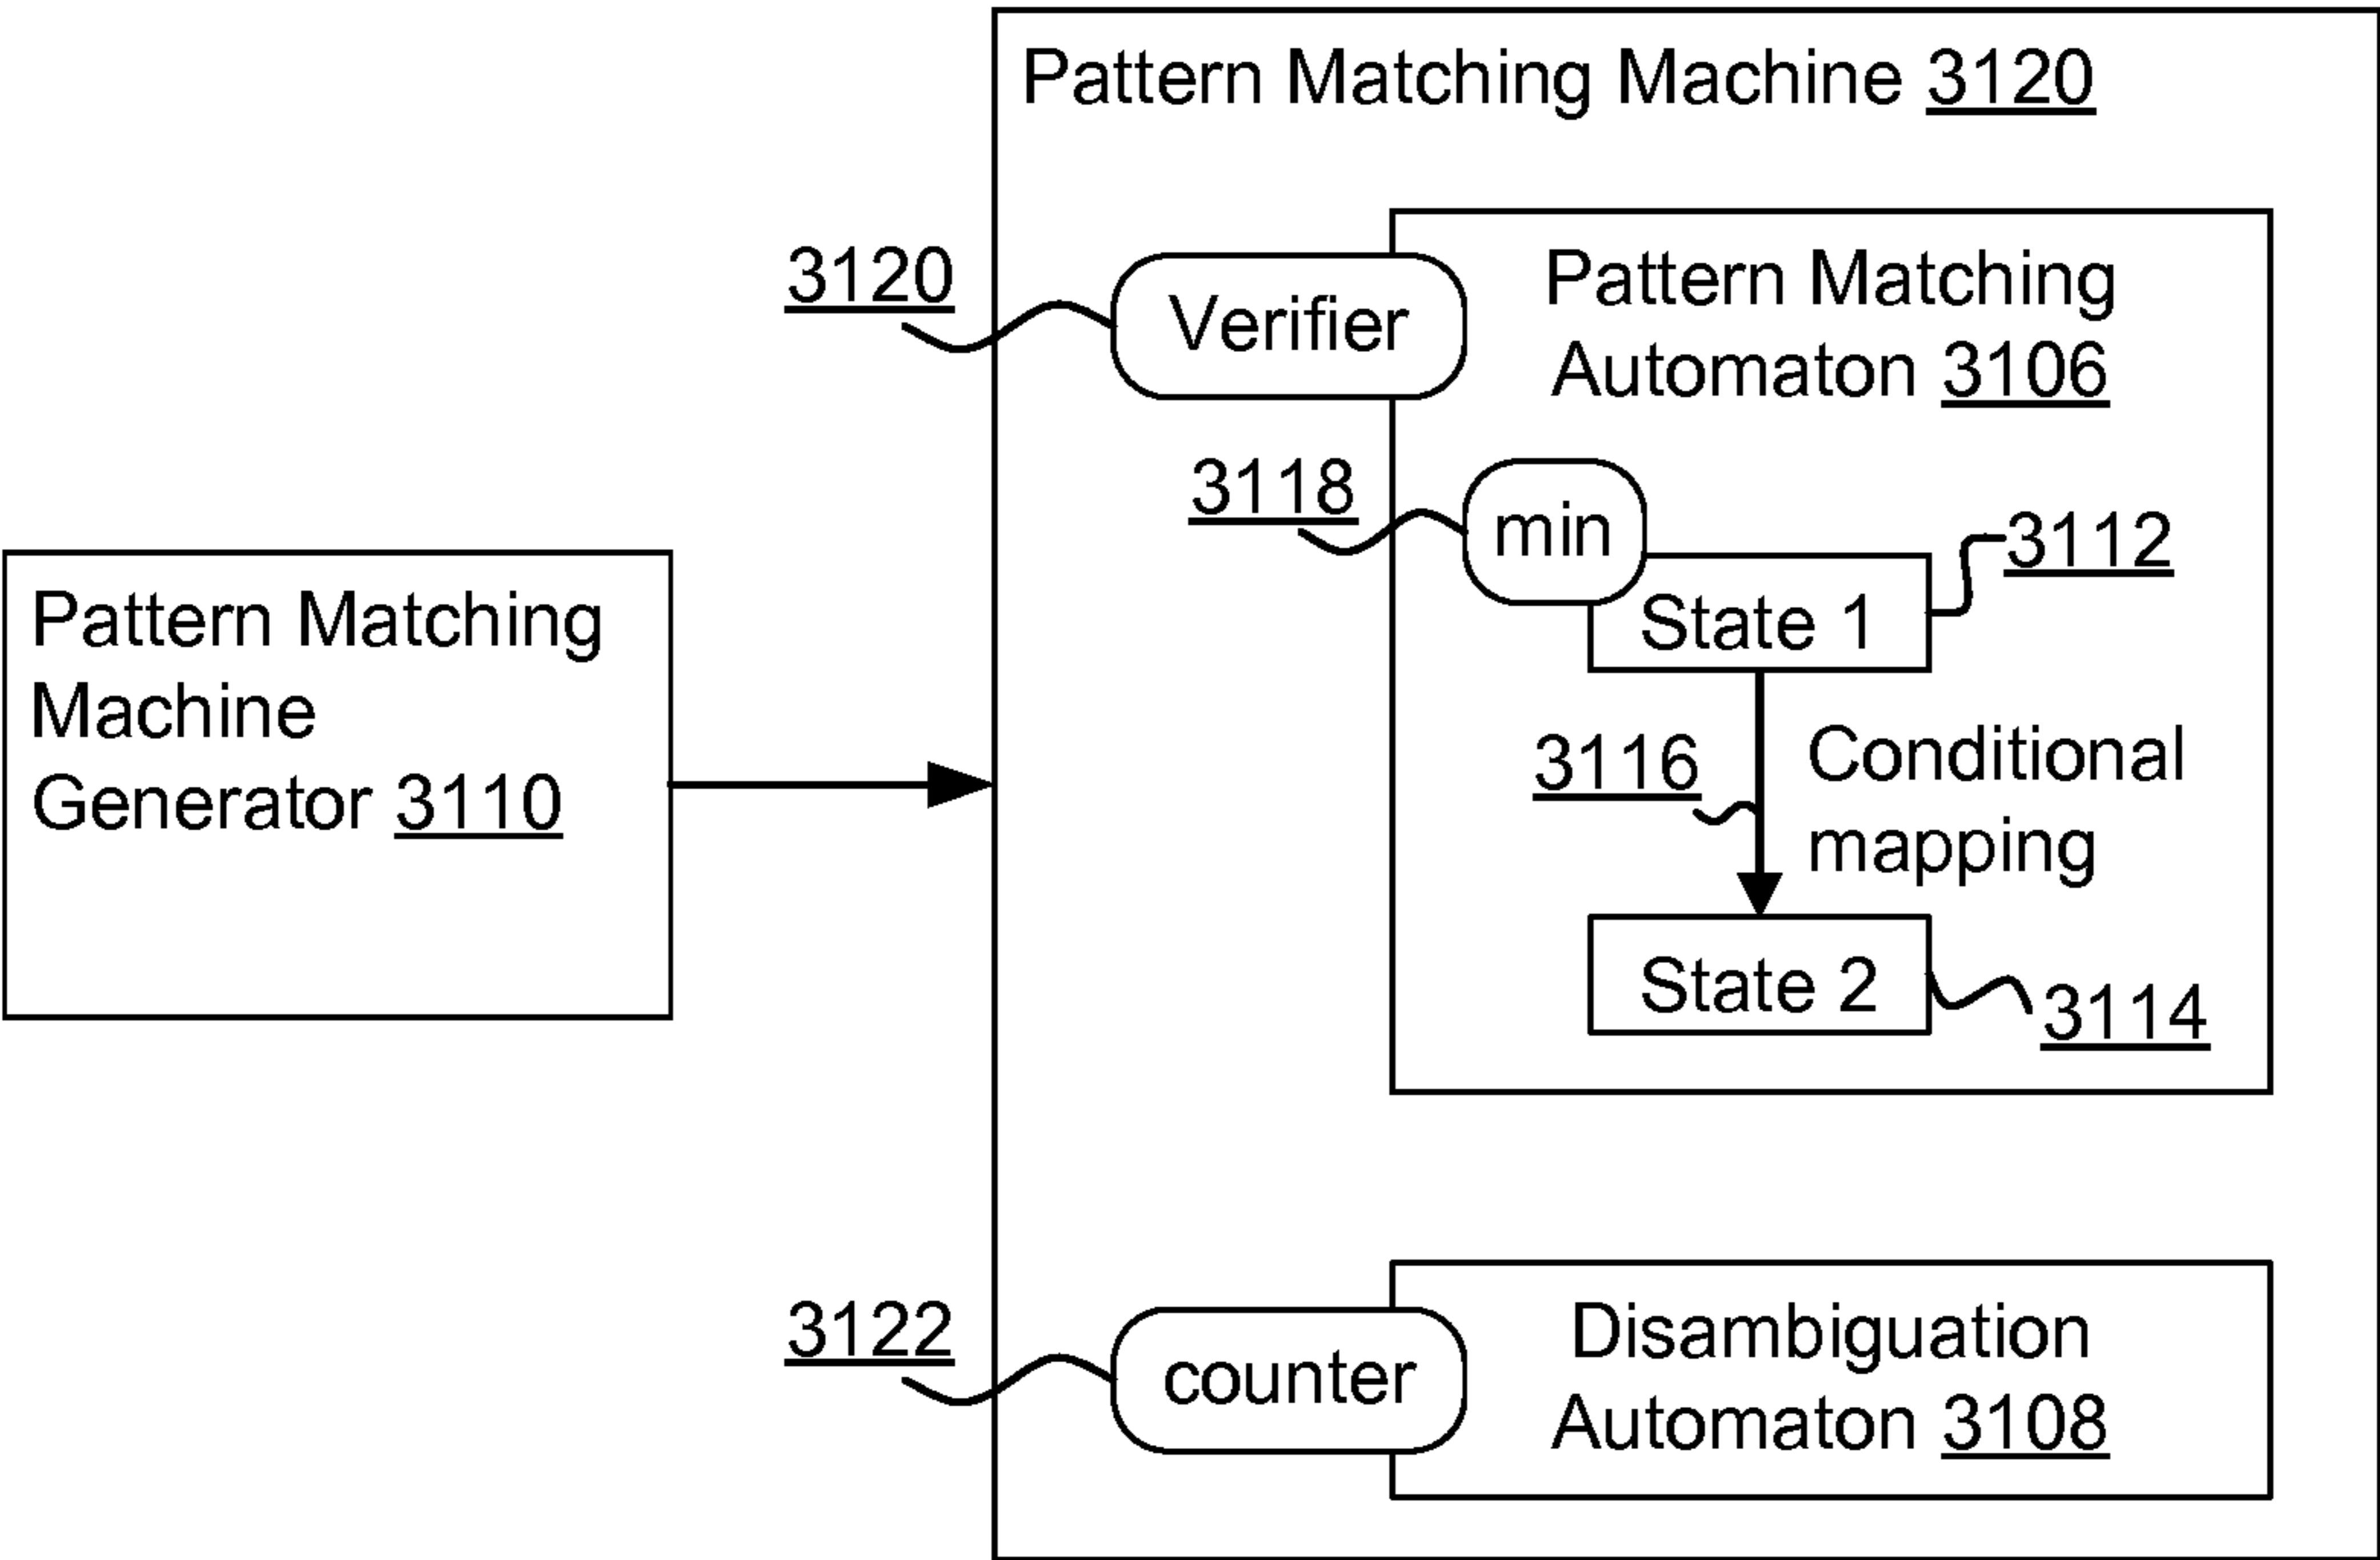 Pattern Matching Machine 3120
3120
Verifier
Pattern Matching
Automaton 3106
3118
min
3112
State 1
Pattern Matching
Machine
Generator 3110
3116
Conditional
mapping
State 2
3114
3122
counter
Disambiguation
Automaton 3108